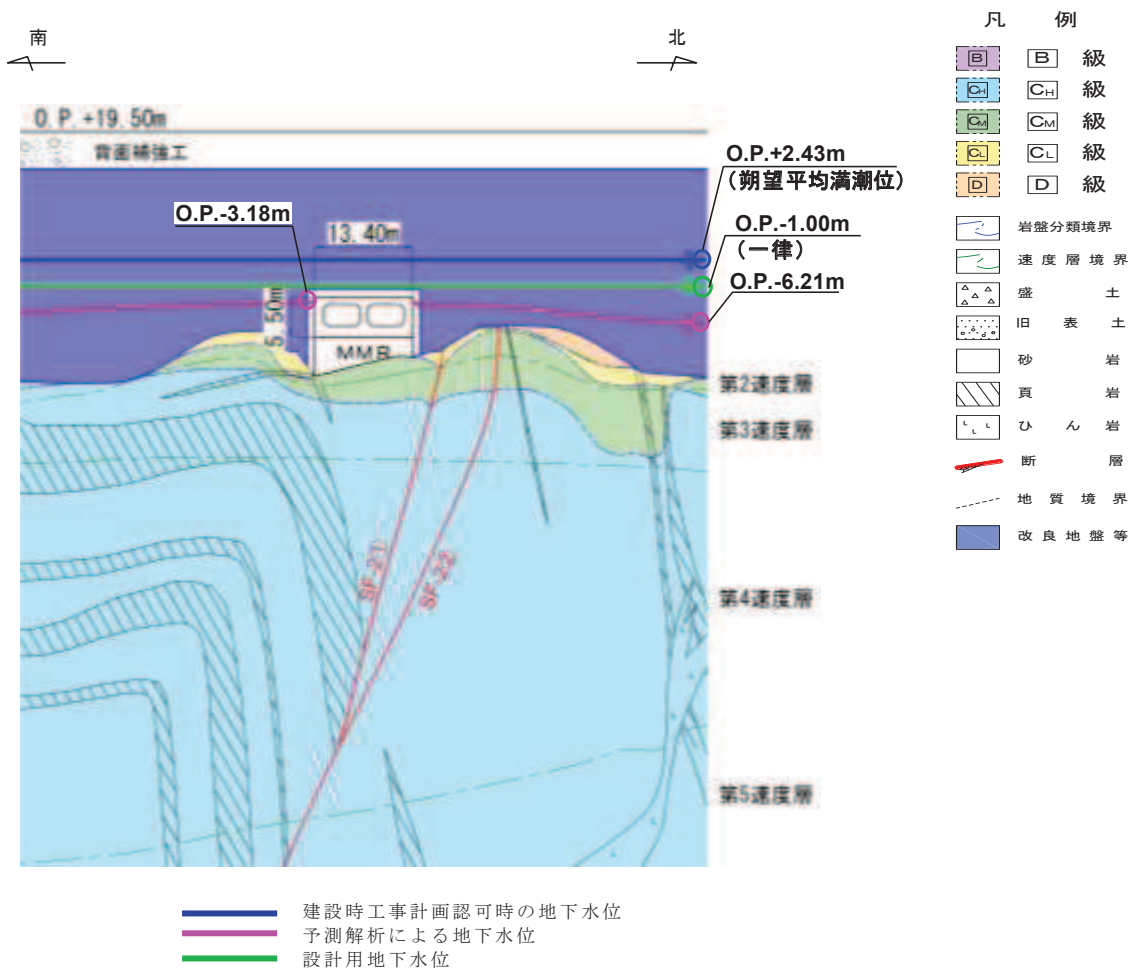 南
北
O.P.+19.50m
背面補強工
O.P.+2.43m
(朔望平均満潮位)
O.P.-3.18m
13.40m
O.P.-1.00m
(一律)
O.P.-6.21m
5.50m
MMR
第2速度層
第3速度層
SF-2.1
SF-2.2
第4速度層
第5速度層
建設時工事計画認可時の地下水位
予測解析による地下水位
設計用地下水位
凡例
B B 級
CH CH 級
CM CM 級
CL CL 級
D D 級
岩盤分類境界
速度層境界
盛土
旧表土
砂岩
頁岩
ひん岩
断層
地質境界
改良地盤等